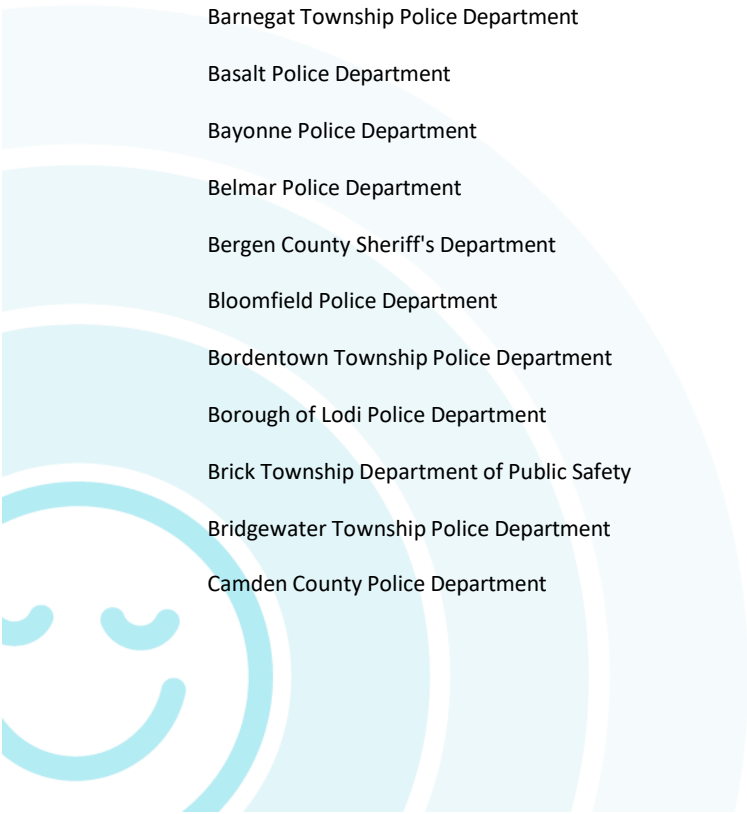 Barnegat Township Police Department
Basalt Police Department
Bayonne Police Department
Belmar Police Department
Bergen County Sheriff's Department
Bloomfield Police Department
Bordentown Township Police Department
Borough of Lodi Police Department
Brick Township Department of Public Safety
Bridgewater Township Police Department
Camden County Police Department